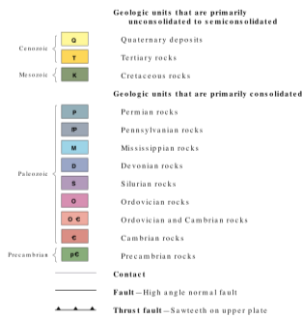 Geologic units that are primarily
unconsolidated to semiconsolidated
Cenozoic
Q
Quaternary deposits
T
Tertiary rocks
Mesozoic
K
Cretaceous rocks
Geologic units that are primarily consolidated
Paleozoic
P
Permian rocks
IP
Pennsylvanian rocks
M
Mississippian rocks
D
Devonian rocks
S
Silurian rocks
O
Ordovician rocks
O Є
Ordovician and Cambrian rocks
Є
Cambrian rocks
Precambrian
pЄ
Precambrian rocks
Contact
Fault—High angle normal fault
Thrust fault—Sawteeth on upper plate